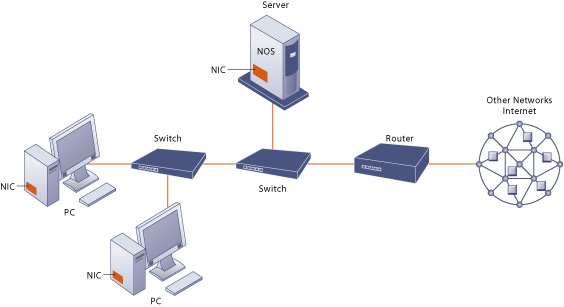 Server
NOS
NIC
Other Networks
Internet
Switch
Router
Switch
NIC
PC
NIC
PC